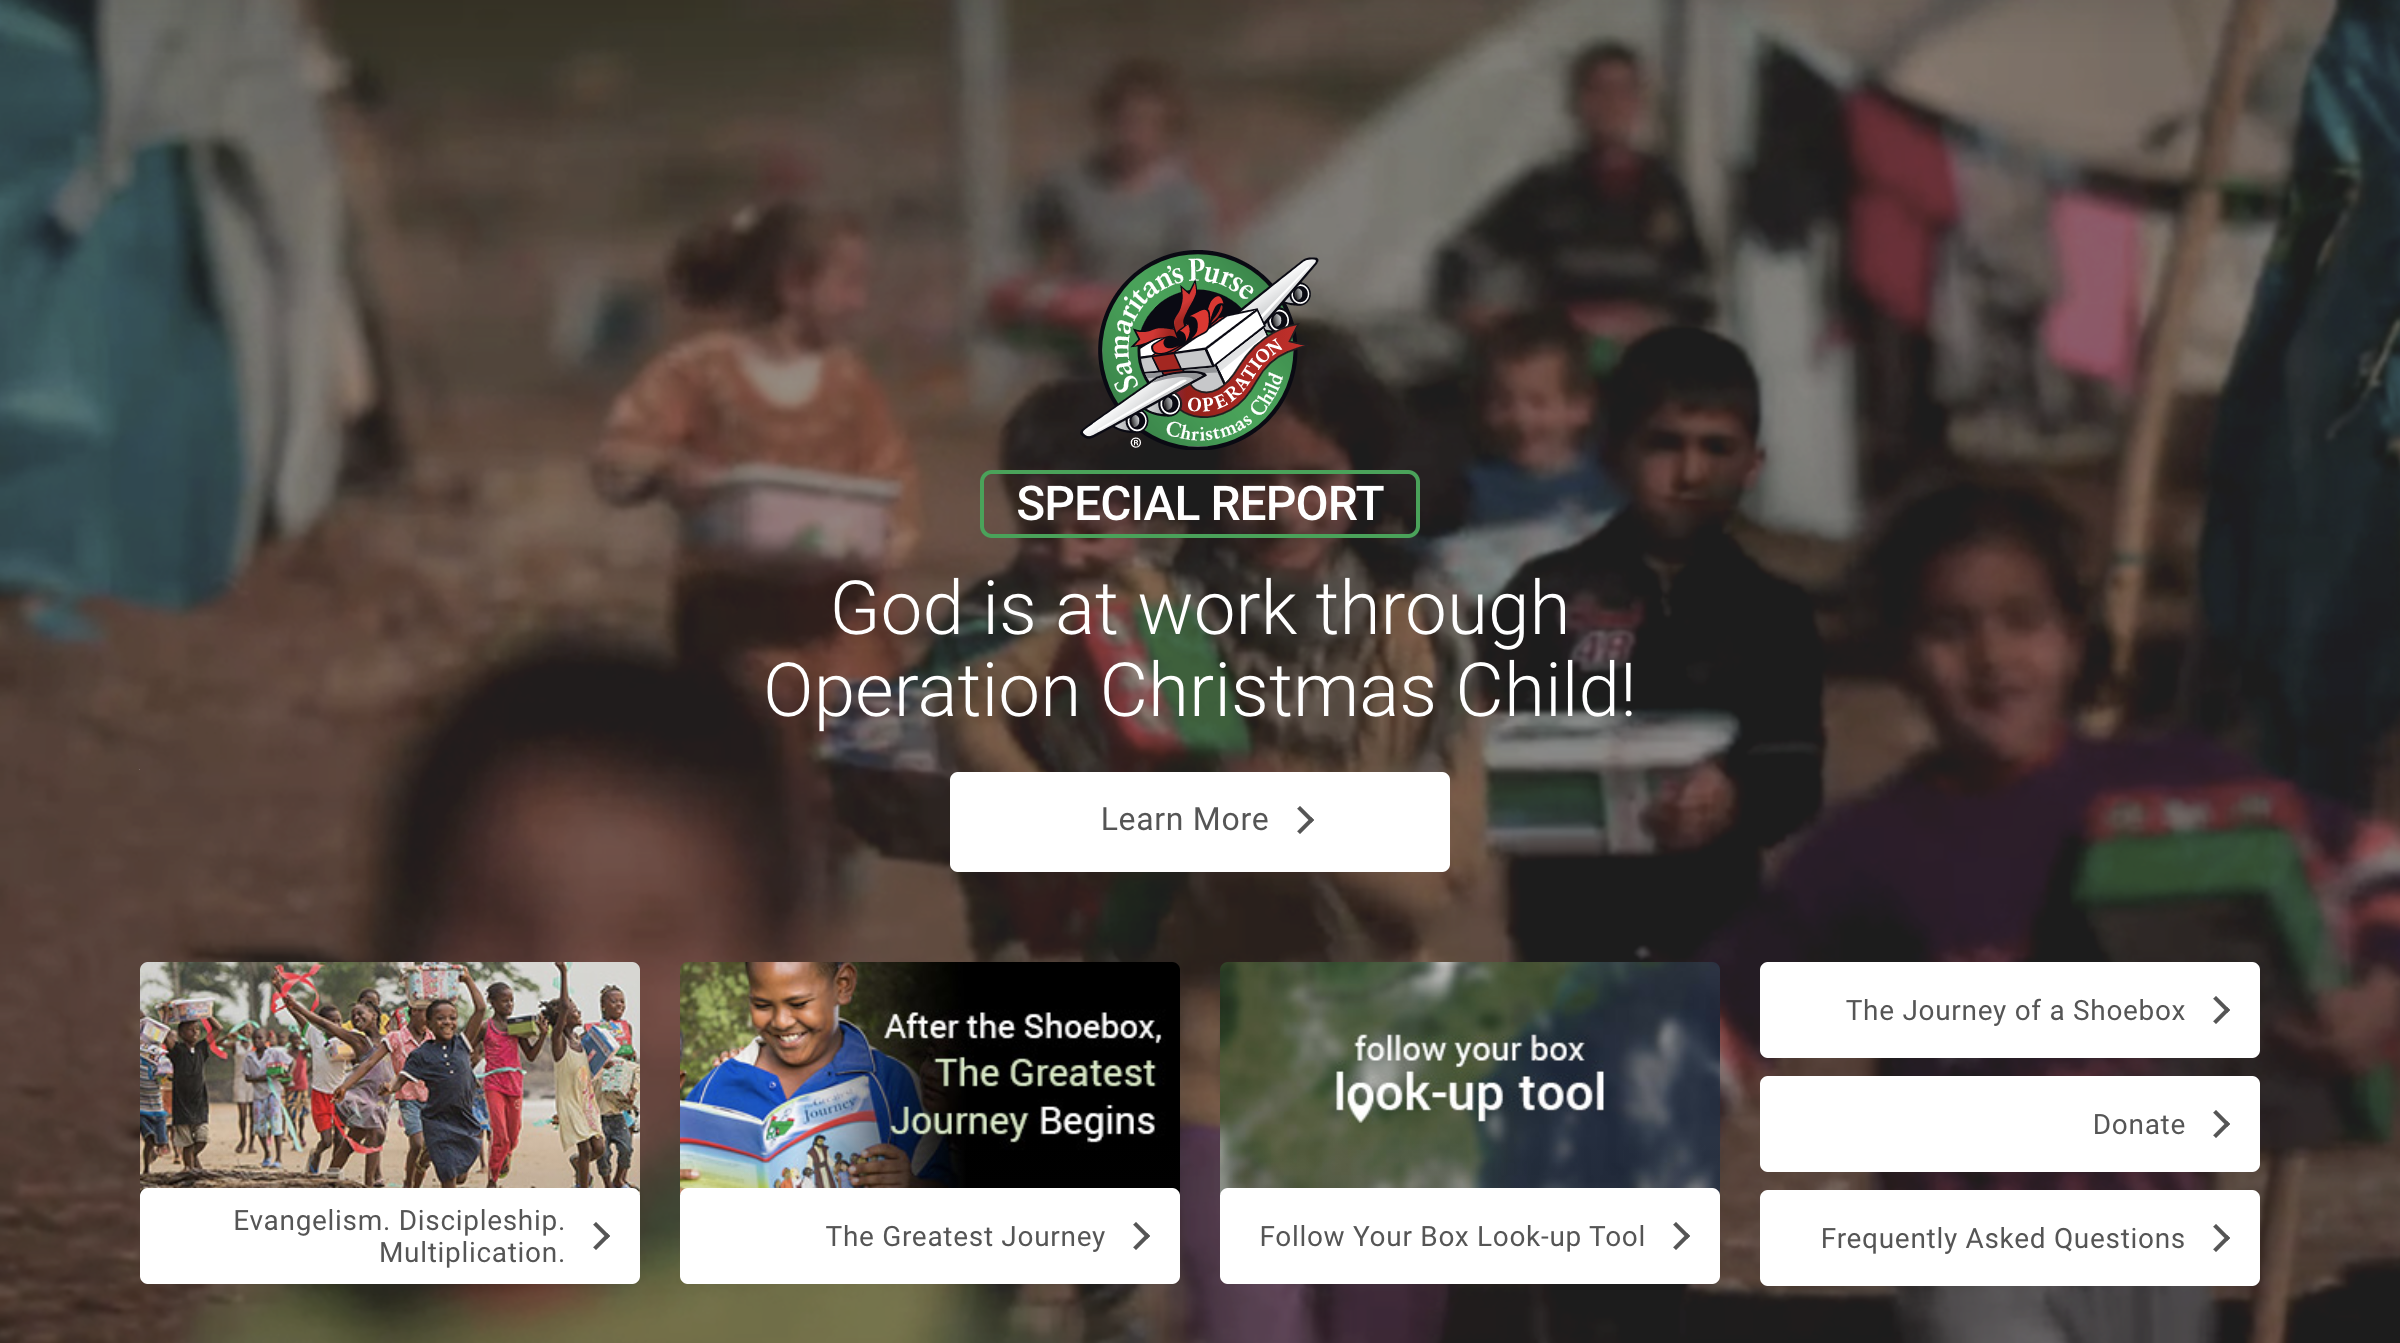 Samaritan's Purse
OPERATION
Christmas Child
®
SPECIAL REPORT
God is at work through
Operation Christmas Child!
48
Learn More
After the Shoebox,
The Greatest
Journey Begins
Greatest
Journey
follow your box
look-up tool
Evangelism. Discipleship.
Multiplication.
The Greatest Journey
Follow Your Box Look-up Tool
The Journey of a Shoebox
Donate
Frequently Asked Questions